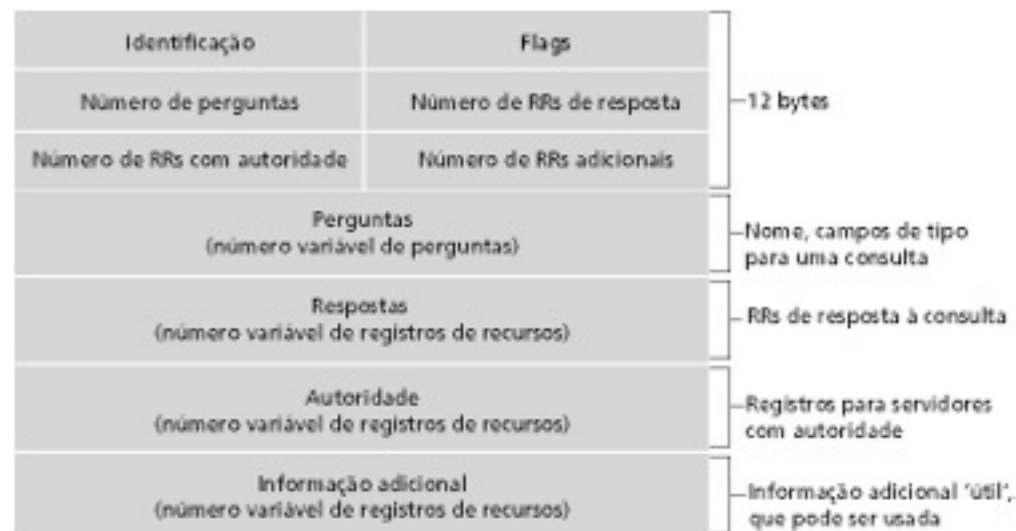 Identificação
Flags
Número de perguntas
Número de RRs de resposta
12 bytes
Número de RRs com autoridade
Número de RRs adicionais
Perguntas
(número variável de perguntas)
Nome, campos de tipo
para uma consulta
Respostas
(número variável de registros de recursos)
RRs de resposta à consulta
Autoridade
(número variável de registros de recursos)
Registros para servidores
com autoridade
Informação adicional
(número variável de registros de recursos)
Informação adicional ‘útil’,
que pode ser usada